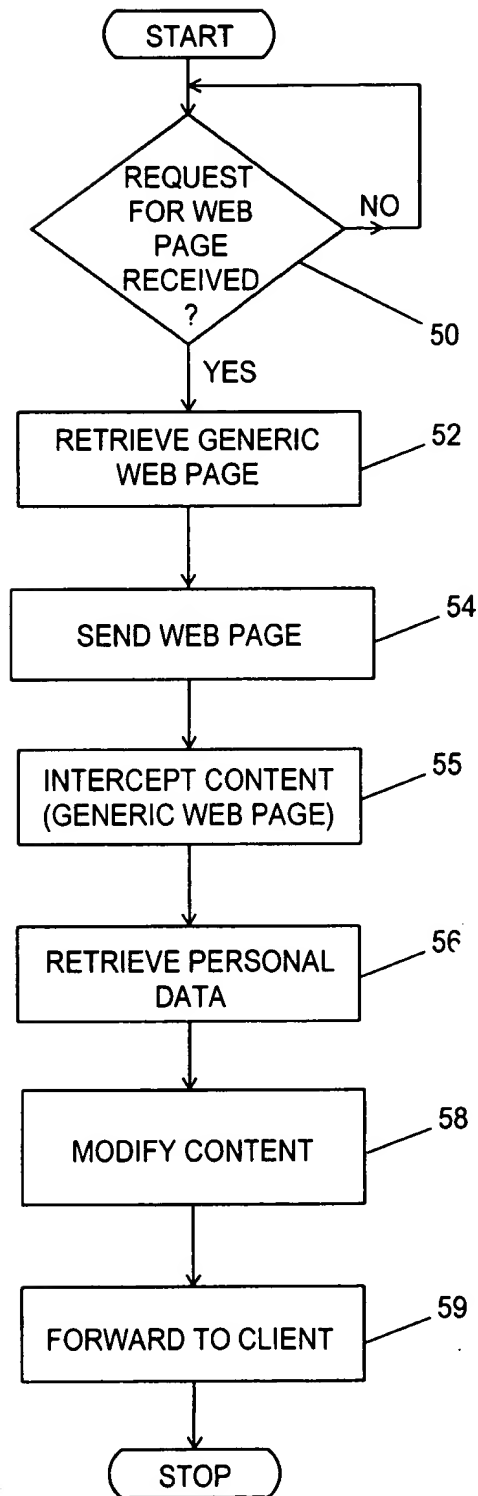 START
REQUEST
FOR WEB
PAGE
RECEIVED
?
NO
50
YES
RETRIEVE GENERIC
WEB PAGE
52
SEND WEB PAGE
54
INTERCEPT CONTENT
(GENERIC WEB PAGE)
55
RETRIEVE PERSONAL
DATA
56
MODIFY CONTENT
58
FORWARD TO CLIENT
59
STOP